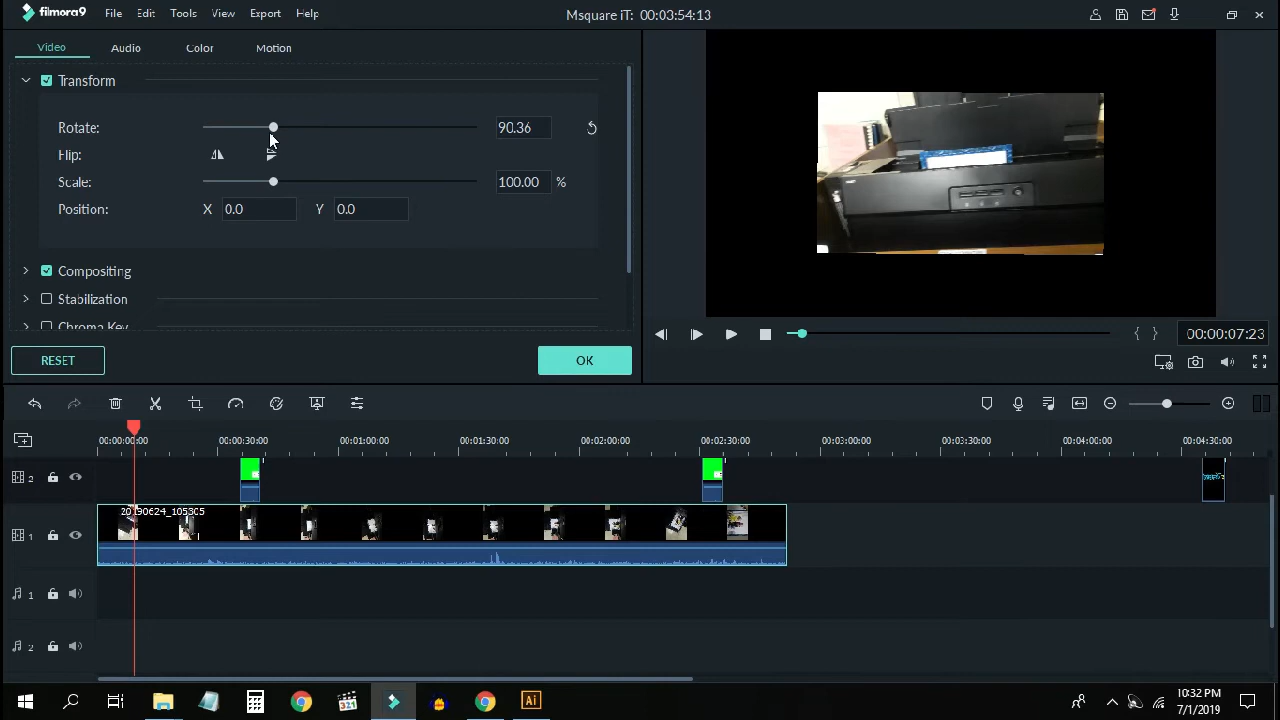 filmora9 File Edit Tools View Export Help Msquare iT: 00:03:54:13
Video Audio Color Motion
Transform
Rotate: 90.36
Flip:
Scale: 100.00 %
Position: X 0.0 Y 0.0
Compositing
Stabilization
Chroma Key
RESET OK
{ } 00:00:07:23
00:00:00:00 00:00:30:00 00:01:00:00 00:01:30:00 00:02:00:00 00:02:30:00 00:03:00:00 00:03:30:00 00:04:00:00 00:04:30:00
2
20190624_105305
1
1
2
321 Ai 10:32 PM
7/1/2019